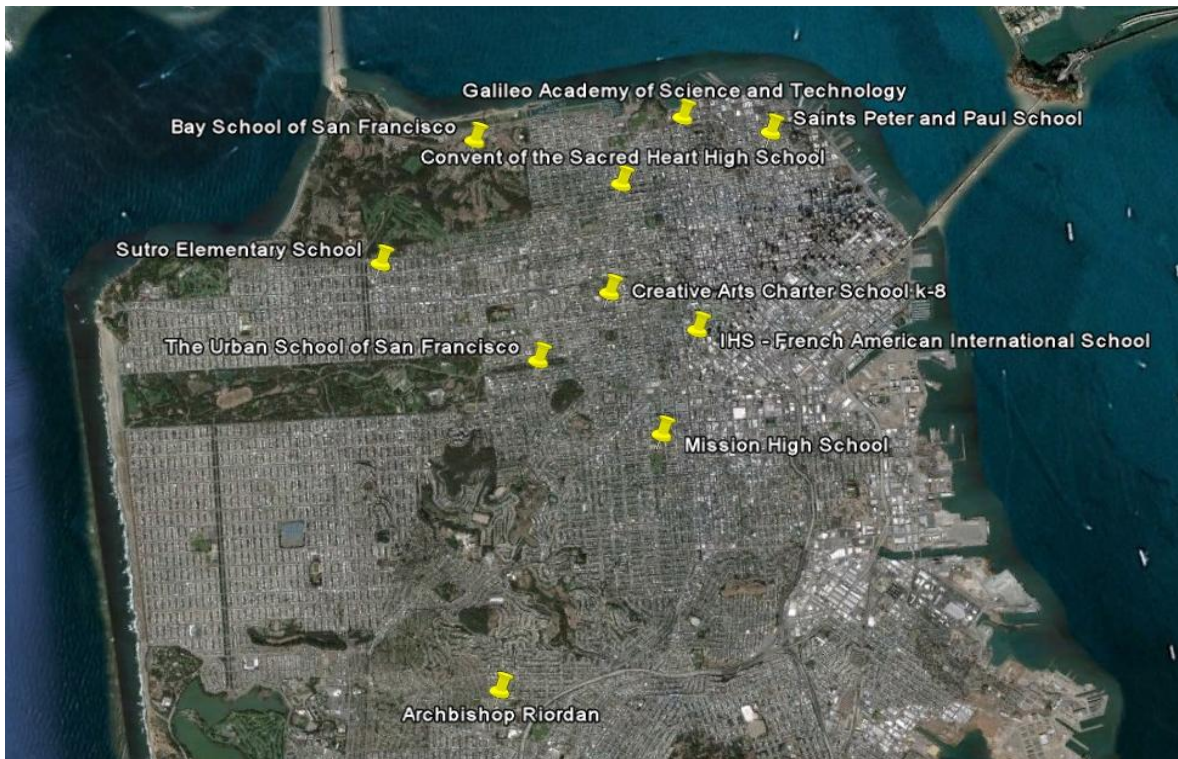 Galileo Academy of Science and Technology
Saints Peter and Paul School
Bay School of San Francisco
Convent of the Sacred Heart High School
Sutro Elementary School
Creative Arts Charter School k-8
IHS - French American International School
The Urban School of San Francisco
Mission High School
Archbishop Riordan